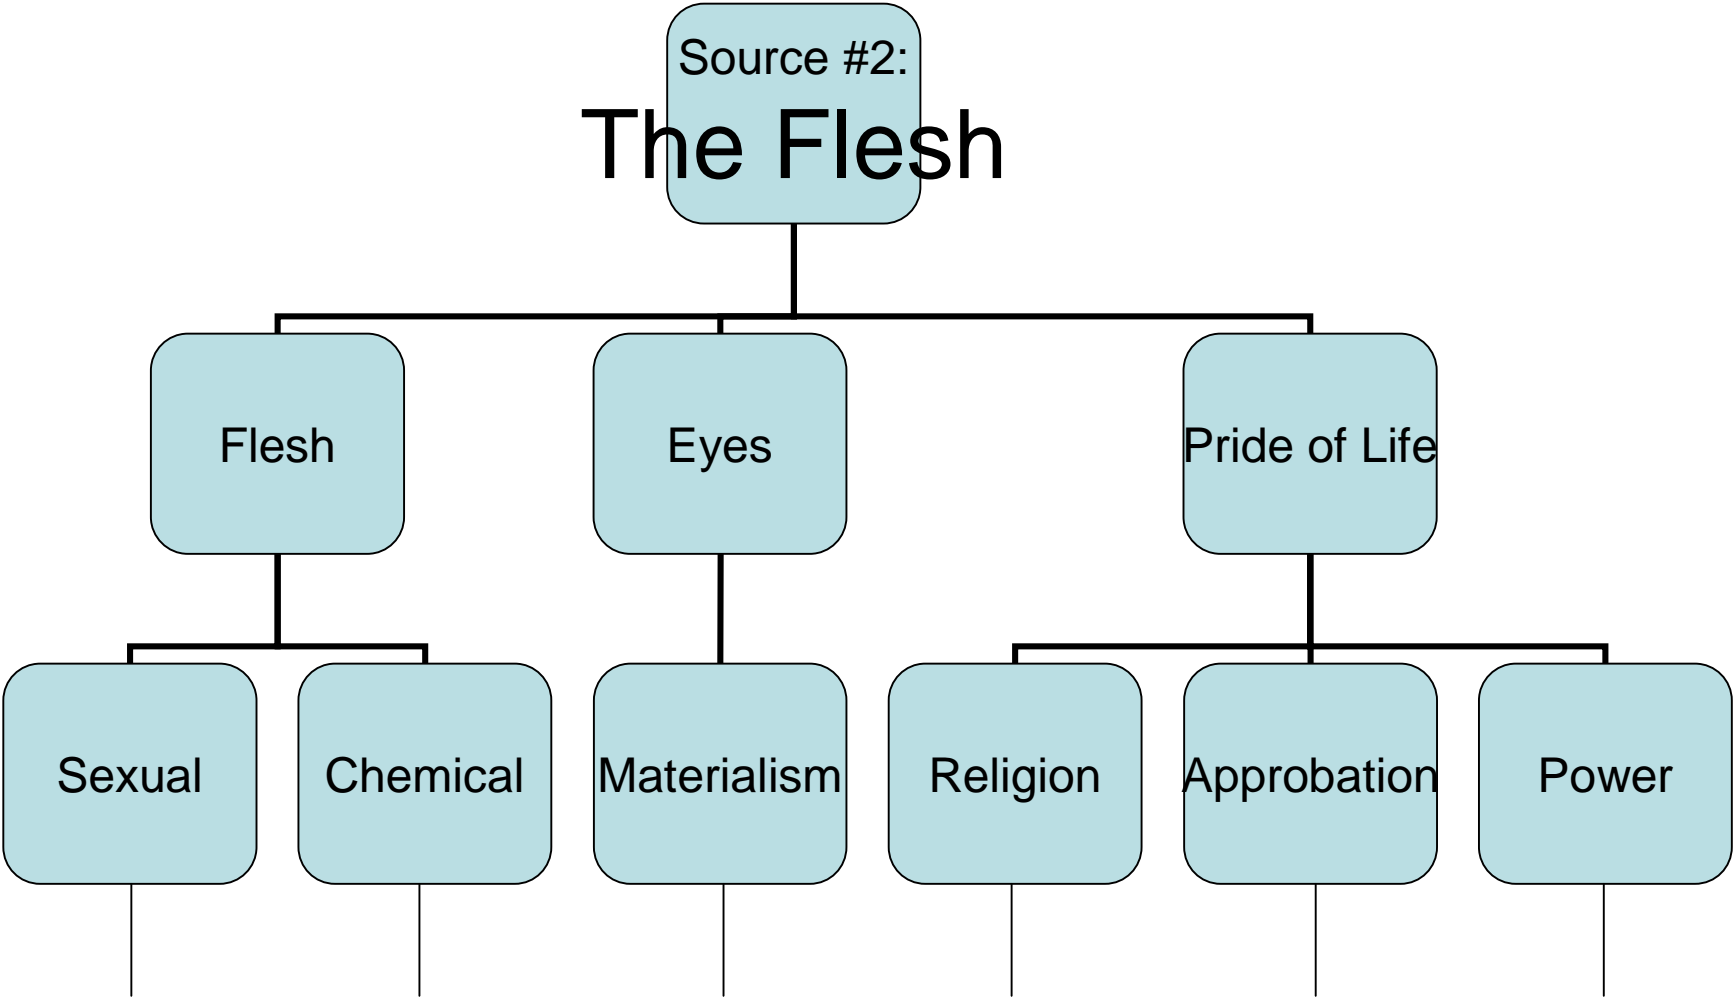 Source #2:
The Flesh
Flesh
Eyes
Pride of Life
Sexual
Chemical
Materialism
Religion
Approbation
Power